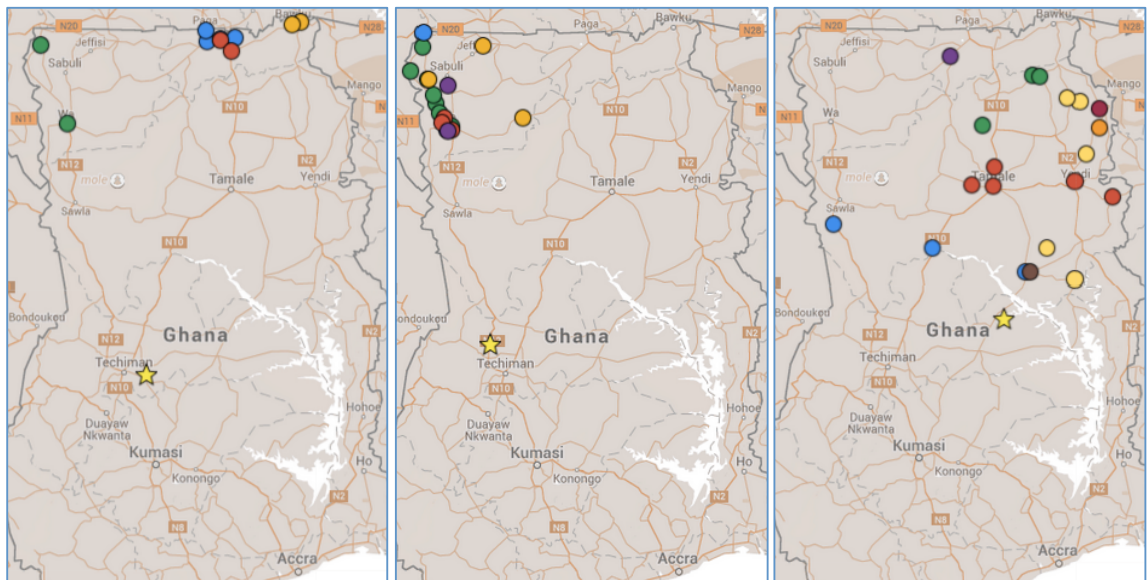 N20
Paga
Bawku
N28
Jeffisi
Sabuli
Mango
Wa
N10
N11
N12
N2
mole
Tamale
Yendi
Sawla
N10
Bondoukou
N12
Ghana
N2
Techiman
N10
Duayaw
Nkwanta
Hohoe
Kumasi
Ho
Konongo
N2
N8
Accra
N20
Paga
Bawku
N28
Sabuli
Mango
N10
N11
N12
N2
mole
Tamale
Yendi
Sawla
N10
Bondoukou
Ghana
N2
Techiman
N10
Duayaw
Nkwanta
Hohoe
Kumasi
Ho
Konongo
N2
N8
Accra
N20
Paga
Bawku
N28
Jeffisi
Sabuli
Mango
N10
Wa
N11
N12
mole
Tamale
Yendi
Sawla
N10
Bondoukou
N12
Ghana
N2
Techiman
N10
Duayaw
Nkwanta
Hohoe
Kumasi
Ho
Konongo
N2
N8
Accra